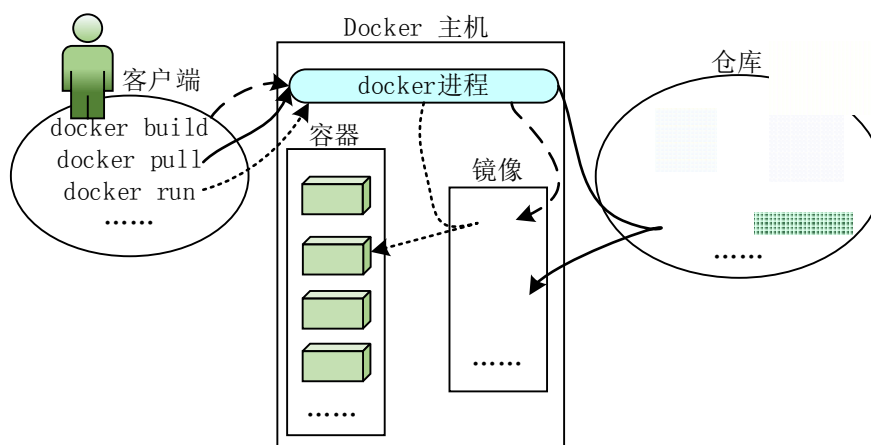 Docker 主机
客户端
仓库
docker进程
docker build
docker pull
docker run
……
容器
镜像
……
……
……